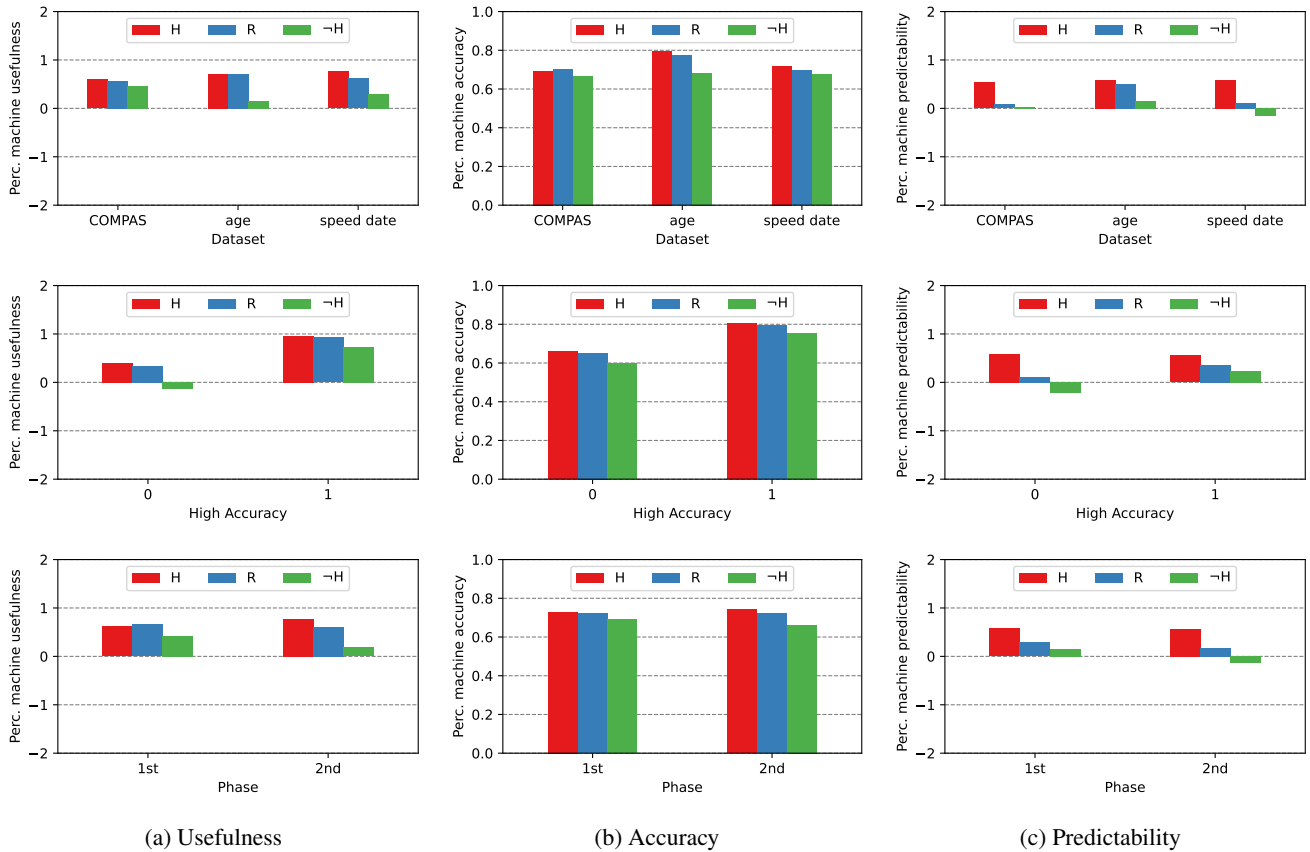 Perc. machine usefulness
2
1
0
−1
−2
H R ¬H
COMPAS age speed date
Dataset
Perc. machine accuracy
1.0
0.8
0.6
0.4
0.2
0.0
H R ¬H
COMPAS age speed date
Dataset
Perc. machine predictability
2
1
0
−1
−2
H R ¬H
COMPAS age speed date
Dataset
Perc. machine usefulness
2
1
0
−1
−2
H R ¬H
0 1
High Accuracy
Perc. machine accuracy
1.0
0.8
0.6
0.4
0.2
0.0
H R ¬H
0 1
High Accuracy
Perc. machine predictability
2
1
0
−1
−2
H R ¬H
0 1
High Accuracy
Perc. machine usefulness
2
1
0
−1
−2
H R ¬H
1st 2nd
Phase
Perc. machine accuracy
1.0
0.8
0.6
0.4
0.2
0.0
H R ¬H
1st 2nd
Phase
Perc. machine predictability
2
1
0
−1
−2
H R ¬H
1st 2nd
Phase
(a) Usefulness
(b) Accuracy
(c) Predictability